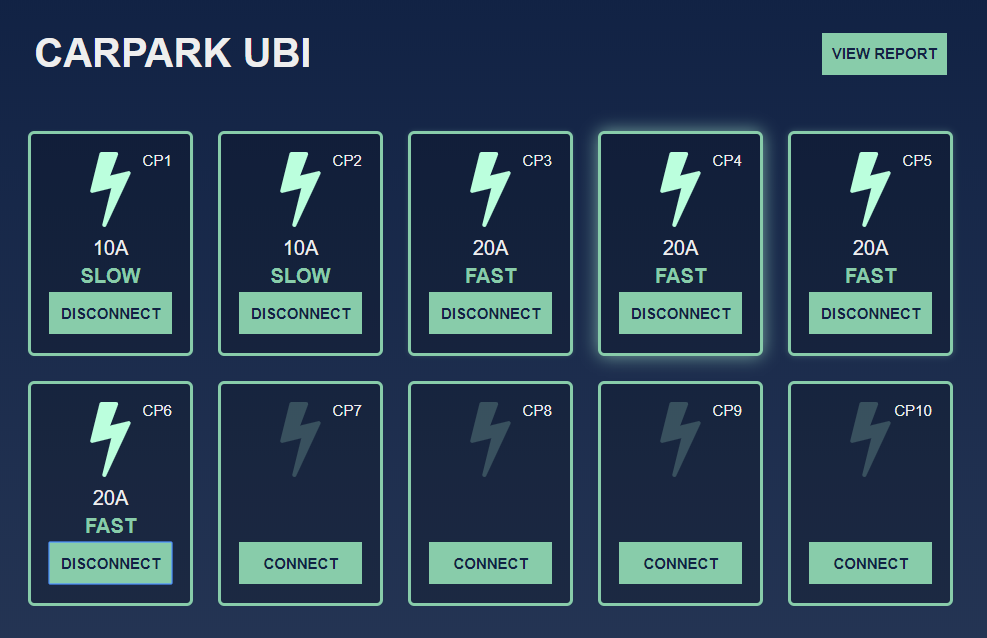 CARPARK UBI
VIEW REPORT
CP1
10A
SLOW
DISCONNECT
CP2
10A
SLOW
DISCONNECT
CP3
20A
FAST
DISCONNECT
CP4
20A
FAST
DISCONNECT
CP5
20A
FAST
DISCONNECT
CP6
20A
FAST
DISCONNECT
CP7
CONNECT
CP8
CONNECT
CP9
CONNECT
CP10
CONNECT